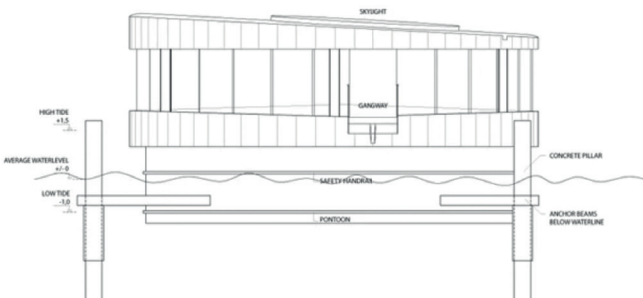 SKYLIGHT
GANGWAY
HIGH TIDE
+1,5
AVERAGE WATERLEVEL
+/- 0
SAFETY HANDRAIL
CONCRETE PILLAR
LOW TIDE
-1,0
PONTOON
ANCHOR BEAMS
BELOW WATERLINE